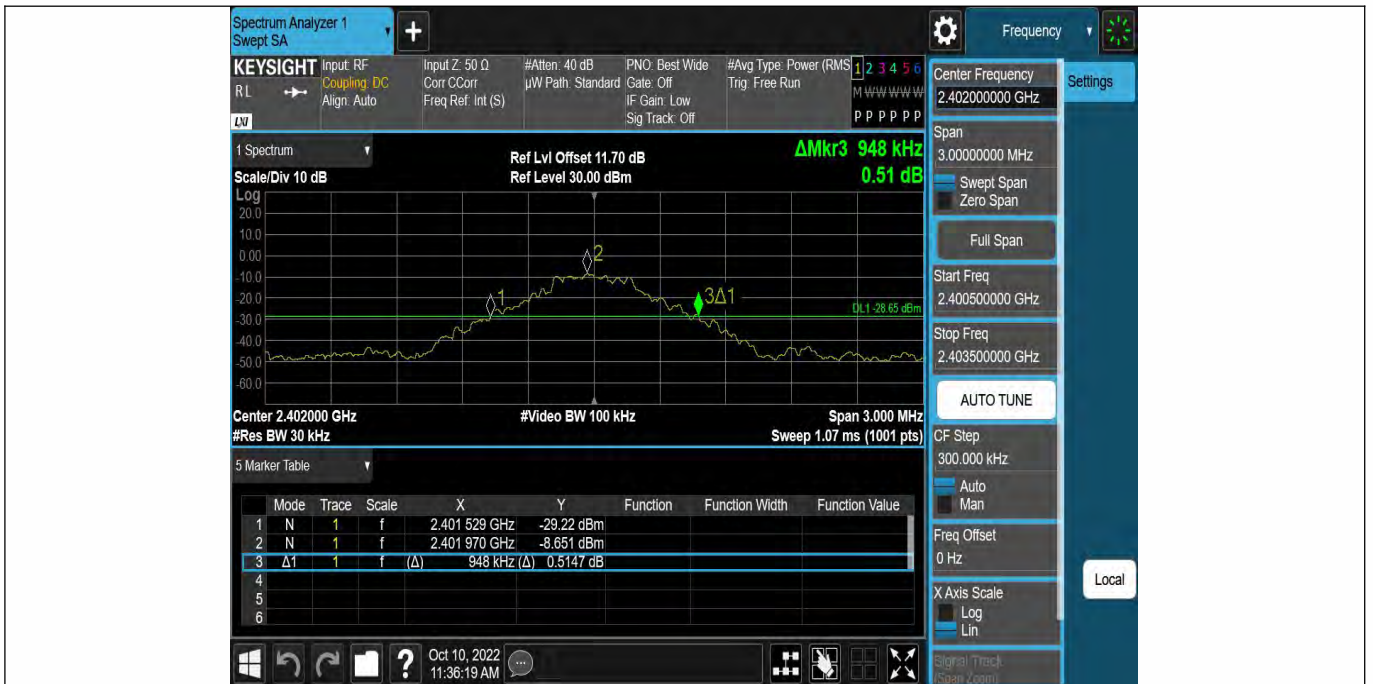 Spectrum Analyzer 1
Swept SA
+
Frequency
KEYSIGHT
RL
LXI
Input: RF
Coupling: DC
Align: Auto
Input Z: 50 Ω
Corr CCorr
Freq Ref: Int (S)
#Atten: 40 dB
µW Path: Standard
PNO: Best Wide
Gate: Off
IF Gain: Low
Sig Track: Off
#Avg Type: Power (RMS
Trig: Free Run
1 2 3 4 5 6
M W W W W W
P P P P P P
1 Spectrum
Scale/Div 10 dB
Ref Lvl Offset 11.70 dB
Ref Level 30.00 dBm
ΔMkr3 948 kHz
0.51 dB
Log
20.0
10.0
0.00
-10.0
-20.0
-30.0
-40.0
-50.0
-60.0
1
2
3Δ1
DL1 -28.65 dBm
Center 2.402000 GHz
#Video BW 100 kHz
Span 3.000 MHz
#Res BW 30 kHz
Sweep 1.07 ms (1001 pts)
5 Marker Table
Mode Trace Scale X Y Function Function Width Function Value
1 N 1 f 2.401 529 GHz -29.22 dBm
2 N 1 f 2.401 970 GHz -8.651 dBm
3 Δ1 1 f (Δ) 948 kHz (Δ) 0.5147 dB
4
5
6
?
Oct 10, 2022
11:36:19 AM
Center Frequency
2.402000000 GHz
Span
3.00000000 MHz
Swept Span
Zero Span
Full Span
Start Freq
2.400500000 GHz
Stop Freq
2.403500000 GHz
AUTO TUNE
CF Step
300.000 kHz
Auto
Man
Freq Offset
0 Hz
X Axis Scale
Log
Lin
Signal Track
(Span Zoom)
Settings
Local